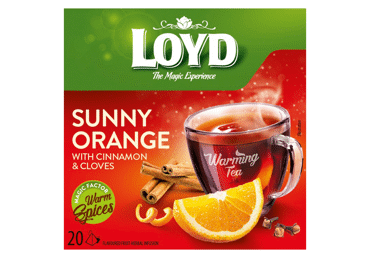 LOYD
The Magic Experience
SUNNY
ORANGE
WITH CINNAMON
& CLOVES
Warming
Tea
MAGIC FACTOR
Warm
Spices
20